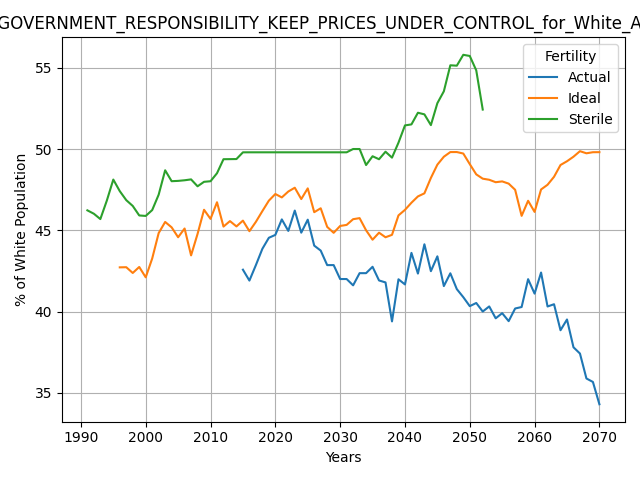 GOVERNMENT_RESPONSIBILITY_KEEP_PRICES_UNDER_CONTROL_for_White_A
Fertility
Actual
Ideal
Sterile
% of White Population
55
50
45
40
35
1990 2000 2010 2020 2030 2040 2050 2060 2070
Years